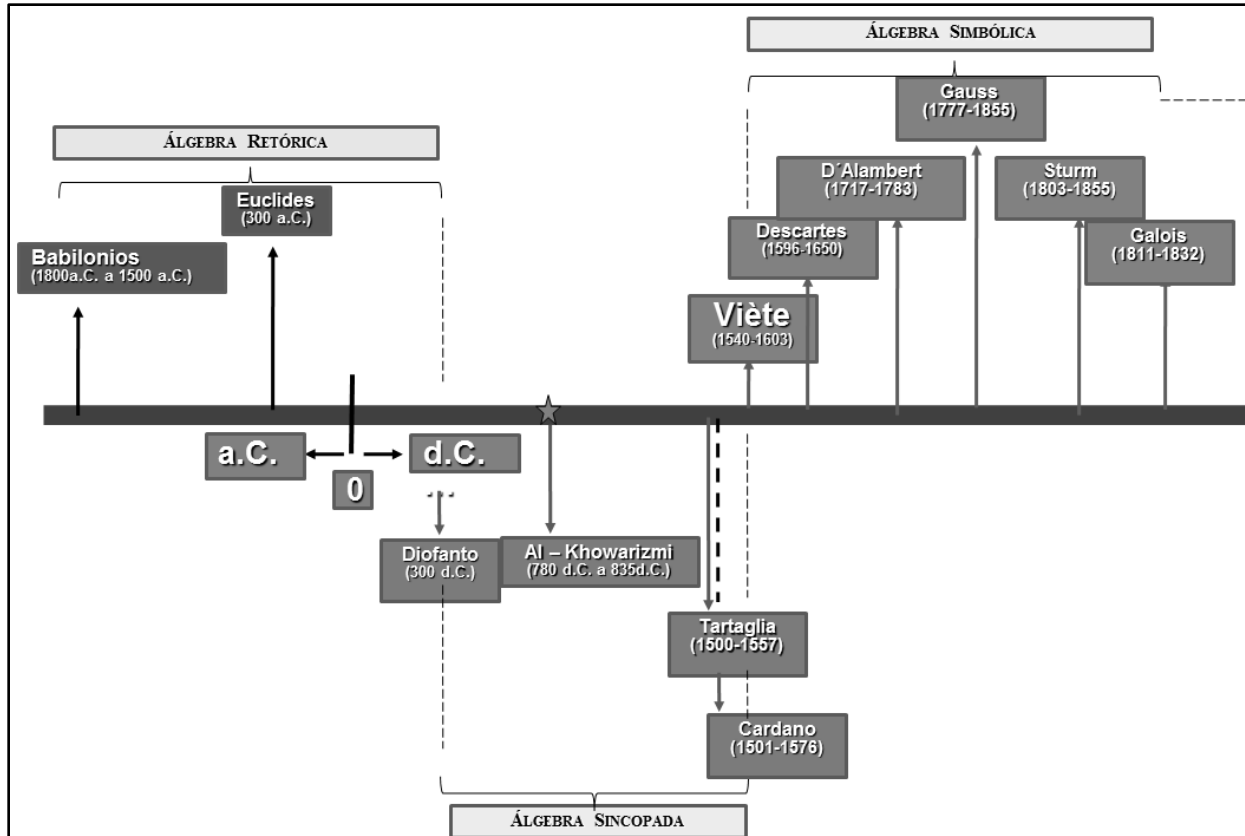 ÁLGEBRA SIMBÓLICA
Gauss
(1777-1855)
ÁLGEBRA RETÓRICA
D´Alambert
(1717-1783)
Sturm
(1803-1855)
Euclides
(300 a.C.)
Descartes
(1596-1650)
Galois
(1811-1832)
Babilonios
(1800a.C. a 1500 a.C.)
Viète
(1540-1603)
a.C.
d.C.
0
...
Diofanto
(300 d.C.)
Al – Khowarizmi
(780 d.C. a 835d.C.)
Tartaglia
(1500-1557)
Cardano
(1501-1576)
ÁLGEBRA SINCOPADA